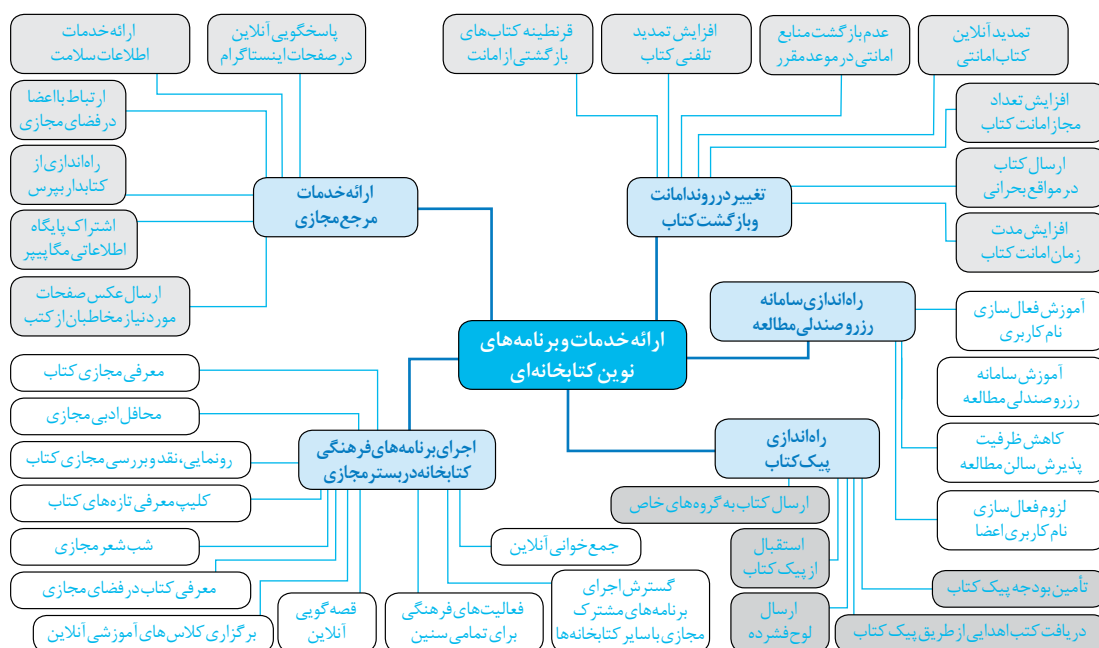 ارائه خدمات
اطلاعات سلامت
پاسخگویی آنلاین
در صفحات اینستاگرام
قرنطینه کتاب‌های
بازگشتی از امانت
افزایش تمدید
تلفنی کتاب
عدم بازگشت منابع
امانتی در موعد مقرر
تمدید آنلاین
کتاب امانتی
ارتباط با اعضا
در فضای مجازی
افزایش تعداد
مجاز امانت کتاب
راه‌اندازی از
کتابدار بپرس
ارائه خدمات
مرجع مجازی
تغییر در روند امانت
و بازگشت کتاب
ارسال کتاب
در مواقع بحرانی
اشتراک پایگاه
اطلاعاتی مگاپیپر
افزایش مدت
زمان امانت کتاب
ارسال عکس صفحات
مورد نیاز مخاطبان از کتب
راه‌اندازی سامانه
رزرو صندلی مطالعه
آموزش فعال‌سازی
نام کاربری
ارائه خدمات و برنامه‌های
نوین کتابخانه‌ای
معرفی مجازی کتاب
آموزش سامانه
رزرو صندلی مطالعه
محافل ادبی مجازی
اجرای برنامه‌های فرهنگی
کتابخانه در بستر مجازی
راه‌اندازی
پیک کتاب
کاهش ظرفیت
پذیرش سالن مطالعه
رونمایی، نقد و بررسی مجازی کتاب
کلیپ معرفی تازه‌های کتاب
ارسال کتاب به گروه‌های خاص
لزوم فعال‌سازی
نام کاربری اعضا
شب شعر مجازی
جمع‌خوانی آنلاین
استقبال
از پیک کتاب
معرفی کتاب در فضای مجازی
تأمین بودجه پیک کتاب
برگزاری کلاس‌های آموزشی آنلاین
قصه‌گویی
آنلاین
فعالیت‌های فرهنگی
برای تمامی سنین
گسترش اجرای
برنامه‌های مشترک
مجازی با سایر کتابخانه‌ها
ارسال
لوح فشرده
دریافت کتب اهدایی از طریق پیک کتاب